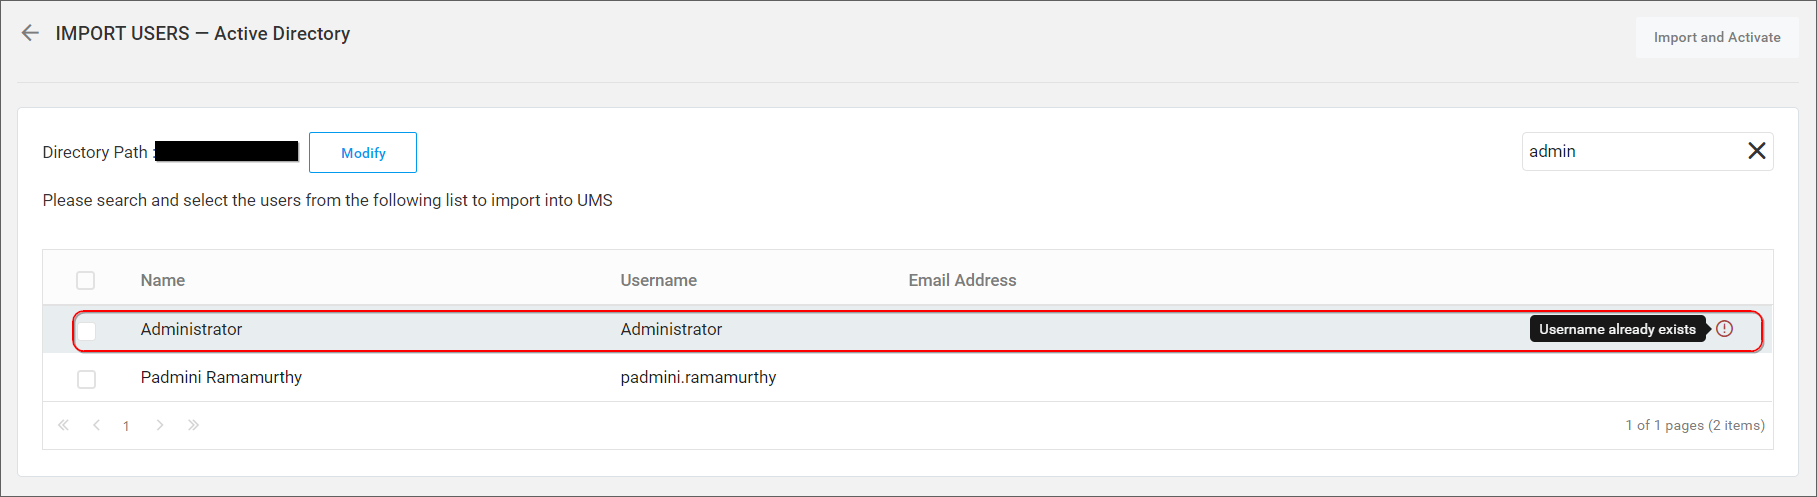 IMPORT USERS — Active Directory
Import and Activate
Directory Path :
Modify
admin
Please search and select the users from the following list to import into UMS
Name Username Email Address
Administrator Administrator Username already exists
Padmini Ramamurthy padmini.ramamurthy
1
1 of 1 pages (2 items)